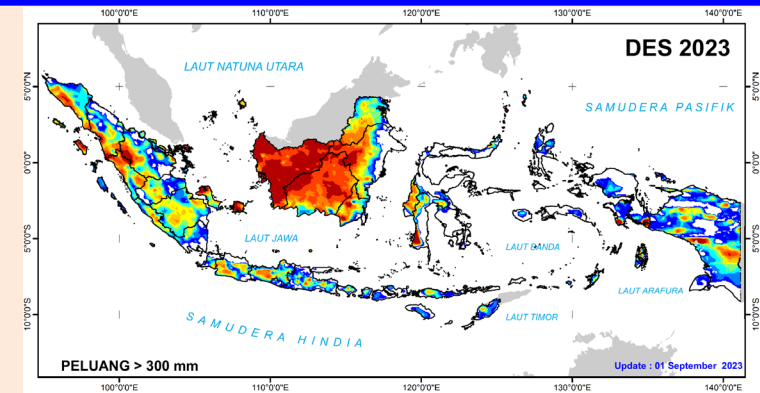 100°0'0"E 110°0'0"E 120°0'0"E 130°0'0"E 140°0'0"E
DES 2023
LAUT NATUNA UTARA
SAMUDERA PASIFIK
5°0'0"N 5°0'0"N
0°0'0" 0°0'0"
LAUT JAWA
LAUT BANDA
5°0'0"S 5°0'0"S
LAUT ARAFURA
10°0'0"S 10°0'0"S
SAMUDERA HINDIA
LAUT TIMOR
PELUANG > 300 mm
Update : 01 September 2023
100°0'0"E 110°0'0"E 120°0'0"E 130°0'0"E 140°0'0"E